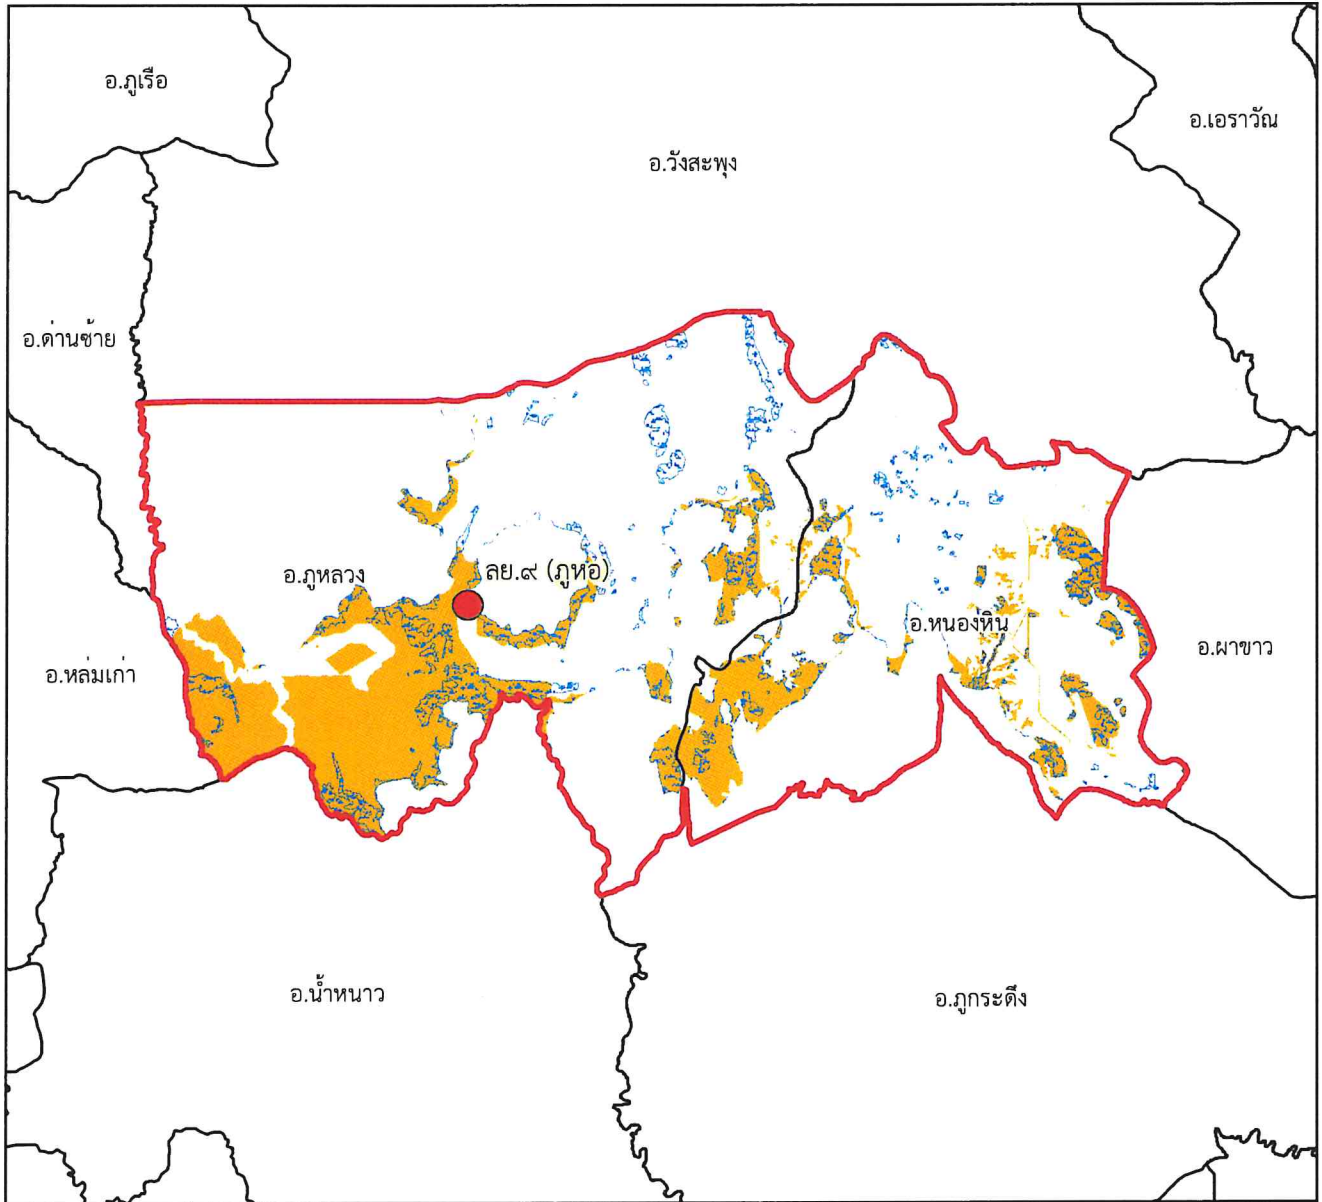 อ.ภูเรือ
อ.เอราวัณ
อ.วังสะพุง
อ.ด่านซ้าย
อ.ภูหลวง
ลย.๙ (ภูหอ)
อ.หนองหิน
อ.ผาขาว
อ.หล่มเก่า
อ.น้ำหนาว
อ.ภูกระดึง